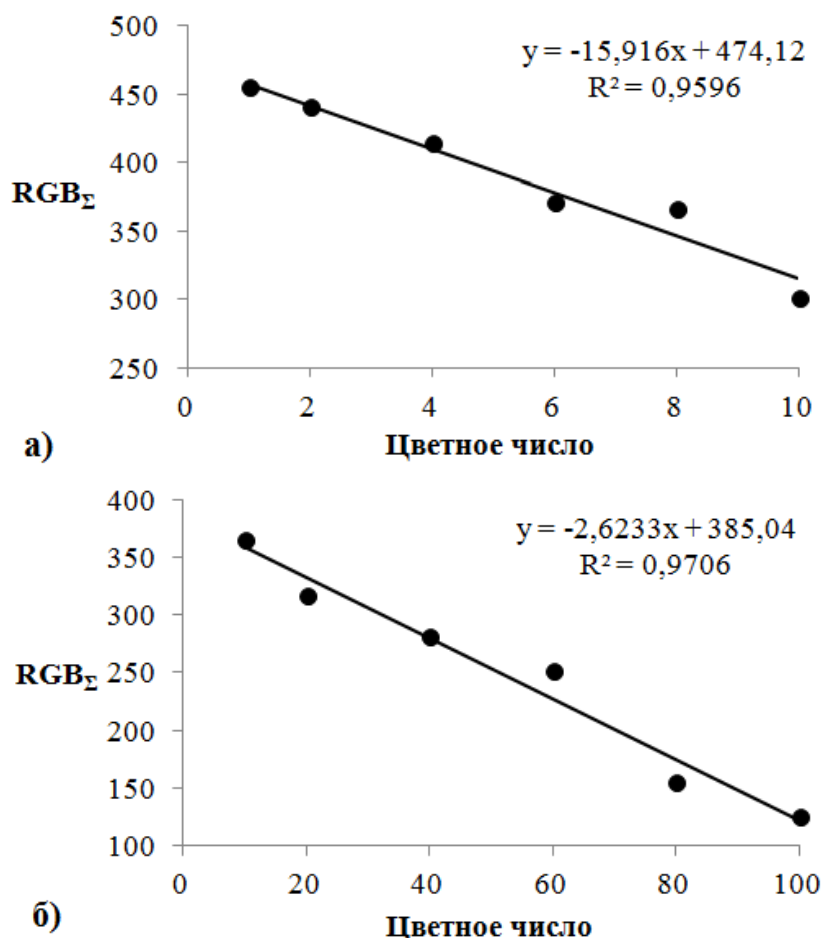 500
y = -15,916x + 474,12
R² = 0,9596
450
400
RGB_Σ
350
300
250
0 2 4 6 8 10
а)
Цветное число
400
y = -2,6233x + 385,04
R² = 0,9706
350
300
250
RGB_Σ
200
150
100
0 20 40 60 80 100
б)
Цветное число